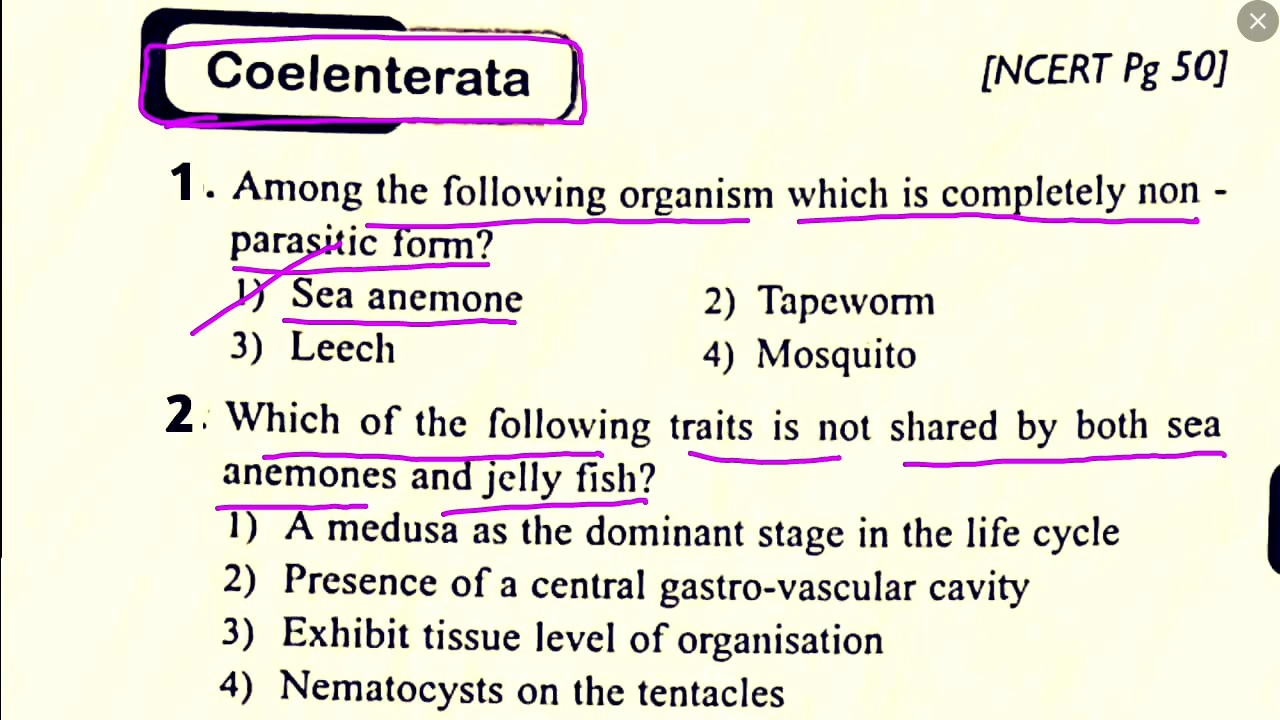 Coelenterata
[NCERT Pg 50]
1. Among the following organism which is completely non -
parasitic form?
1) Sea anemone 2) Tapeworm
3) Leech 4) Mosquito
2. Which of the following traits is not shared by both sea
anemones and jelly fish?
1) A medusa as the dominant stage in the life cycle
2) Presence of a central gastro-vascular cavity
3) Exhibit tissue level of organisation
4) Nematocysts on the tentacles